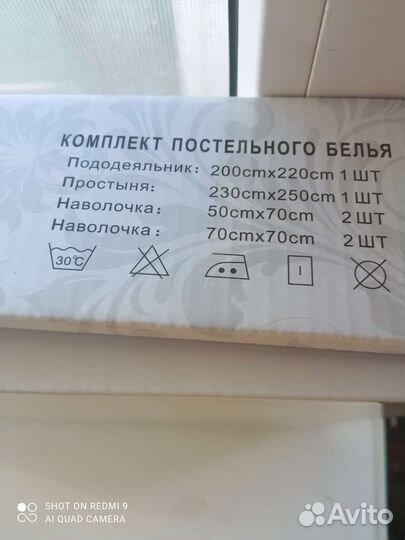 КОМПЛЕКТ ПОСТЕЛЬНОГО БЕЛЬЯ
Пододеяльник: 200cmx220cm 1 ШТ
Простыня: 230cmx250cm 1 ШТ
Наволочка: 50cmx70cm 2 ШТ
Наволочка: 70cmx70cm 2 ШТ
30℃
SHOT ON REDMI 9
AI QUAD CAMERA
Avito